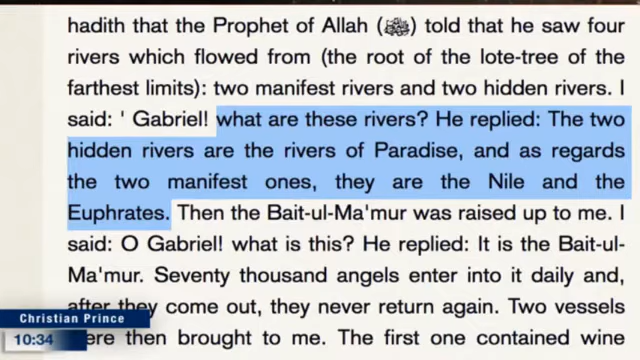 hadith that the Prophet of Allah (ﷺ) told that he saw four
rivers which flowed from (the root of the lote-tree of the
farthest limits): two manifest rivers and two hidden rivers. I
said: ' Gabriel! what are these rivers? He replied: The two
hidden rivers are the rivers of Paradise, and as regards
the two manifest ones, they are the Nile and the
Euphrates. Then the Bait-ul-Ma'mur was raised up to me. I
said: O Gabriel! what is this? He replied: It is the Bait-ul-
Ma'mur. Seventy thousand angels enter into it daily and,
after they come out, they never return again. Two vessels
were then brought to me. The first one contained wine
Christian Prince
10:34